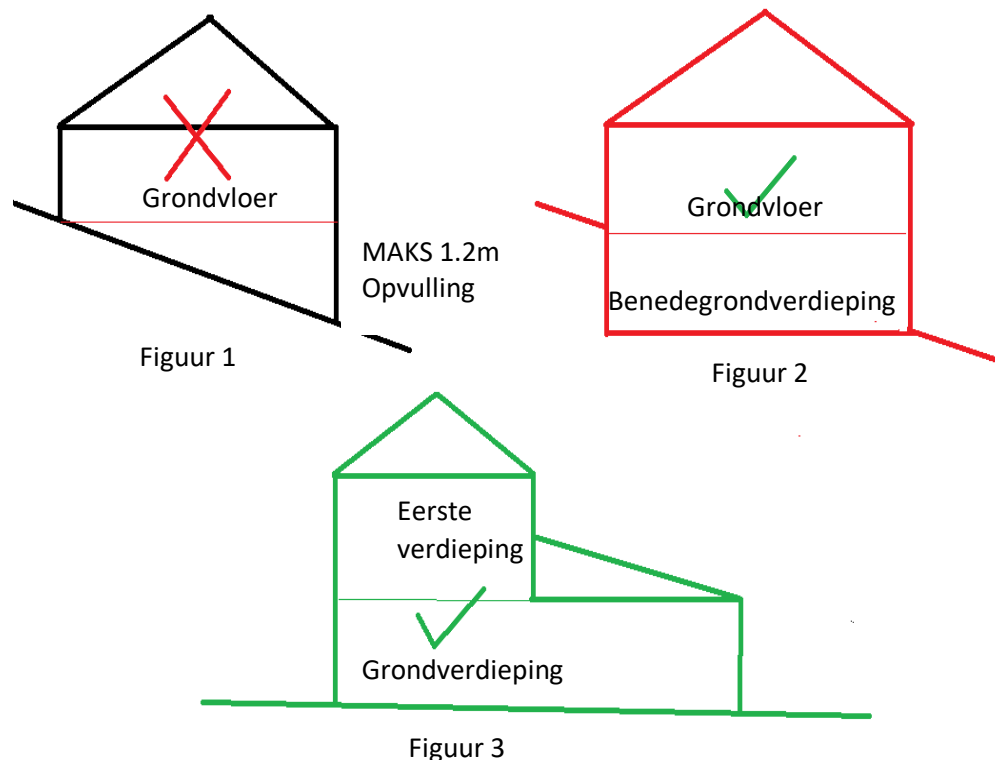 Grondvloer
MAKS 1.2m
Opvulling
Figuur 1
Grondvloer
Benedegrondverdieping
Figuur 2
Eerste
verdieping
Grondverdieping
Figuur 3